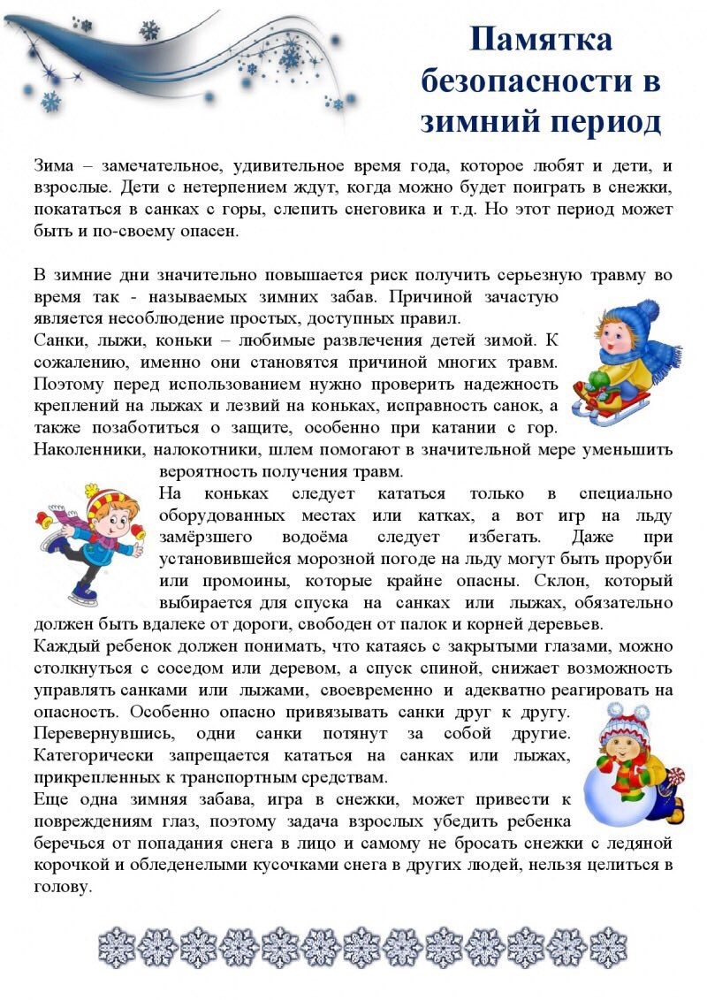 Памятка
безопасности в
зимний период
Зима – замечательное, удивительное время года, которое любят и дети, и
взрослые. Дети с нетерпением ждут, когда можно будет поиграть в снежки,
покататься в санках с горы, слепить снеговика и т.д. Но этот период может
быть и по-своему опасен.
В зимние дни значительно повышается риск получить серьезную травму во
время так - называемых зимних забав. Причиной зачастую
является несоблюдение простых, доступных правил.
Санки, лыжи, коньки – любимые развлечения детей зимой. К
сожалению, именно они становятся причиной многих травм.
Поэтому перед использованием нужно проверить надежность
креплений на лыжах и лезвий на коньках, исправность санок, а
также позаботиться о защите, особенно при катании с гор.
Наколенники, налокотники, шлем помогают в значительной мере уменьшить
вероятность получения травм.
На коньках следует кататься только в специально
оборудованных местах или катках, а вот игр на льду
замёрзшего водоёма следует избегать. Даже при
установившейся морозной погоде на льду могут быть проруби
или промоины, которые крайне опасны. Склон, который
выбирается для спуска на санках или лыжах, обязательно
должен быть вдалеке от дороги, свободен от палок и корней деревьев.
Каждый ребенок должен понимать, что катаясь с закрытыми глазами, можно
столкнуться с соседом или деревом, а спуск спиной, снижает возможность
управлять санками или лыжами, своевременно и адекватно реагировать на
опасность. Особенно опасно привязывать санки друг к другу.
Перевернувшись, одни санки потянут за собой другие.
Категорически запрещается кататься на санках или лыжах,
прикрепленных к транспортным средствам.
Еще одна зимняя забава, игра в снежки, может привести к
повреждениям глаз, поэтому задача взрослых убедить ребенка
беречься от попадания снега в лицо и самому не бросать снежки с ледяной
корочкой и обледенелыми кусочками снега в других людей, нельзя целиться в
голову.